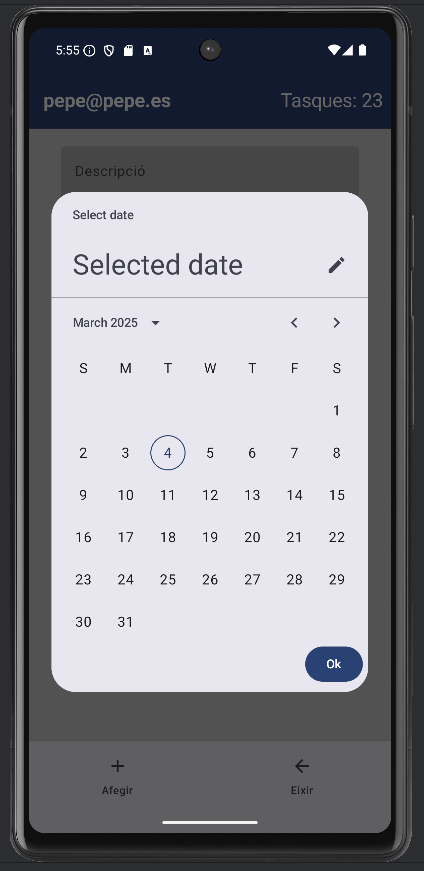 5:55
pepe@pepe.es Tasques: 23
Descripció
Select date
Selected date
March 2025
S M T W T F S
1
2 3 4 5 6 7 8
9 10 11 12 13 14 15
16 17 18 19 20 21 22
23 24 25 26 27 28 29
30 31
Ok
Afegir Eixir